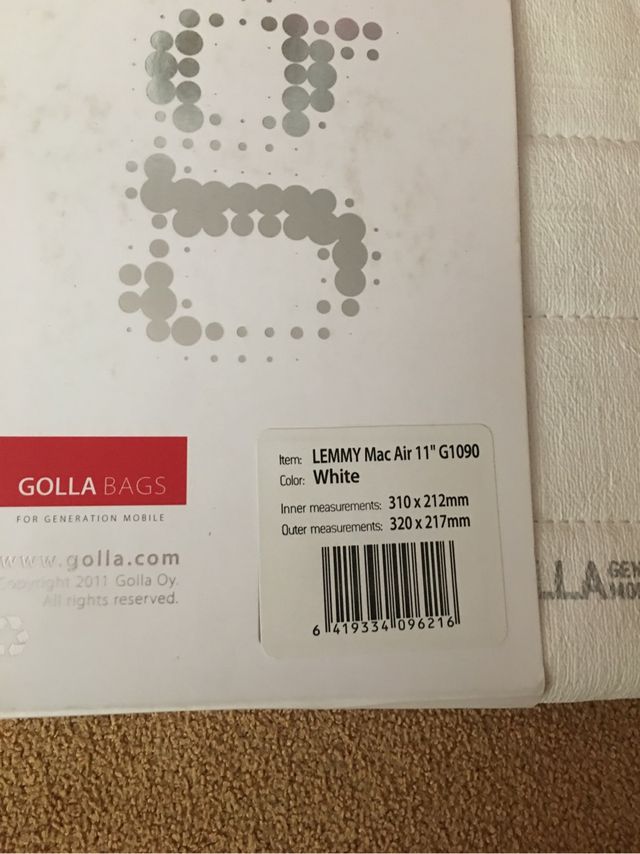 Item: LEMMY Mac Air 11" G1090
Color: White
Inner measurements: 310 x 212mm
Outer measurements: 320 x 217mm
6 419334 096216
GOLLA BAGS
FOR GENERATION MOBILE
www.golla.com
Copyright 2011 Golla Oy.
All rights reserved.